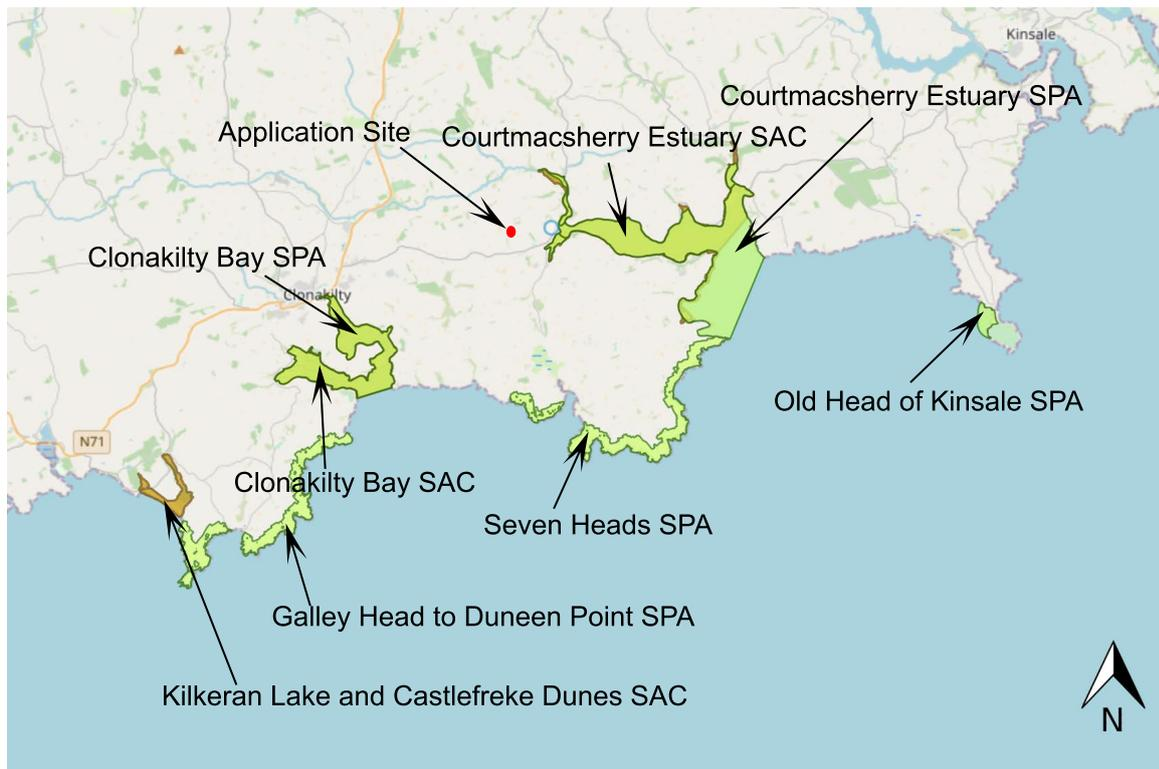 Kinsale
Courtmacsherry Estuary SPA
Application Site
Courtmacsherry Estuary SAC
Clonakilty Bay SPA
Clonakilty
Old Head of Kinsale SPA
N71
Clonakilty Bay SAC
Seven Heads SPA
Galley Head to Duneen Point SPA
Kilkeran Lake and Castlefreke Dunes SAC
N